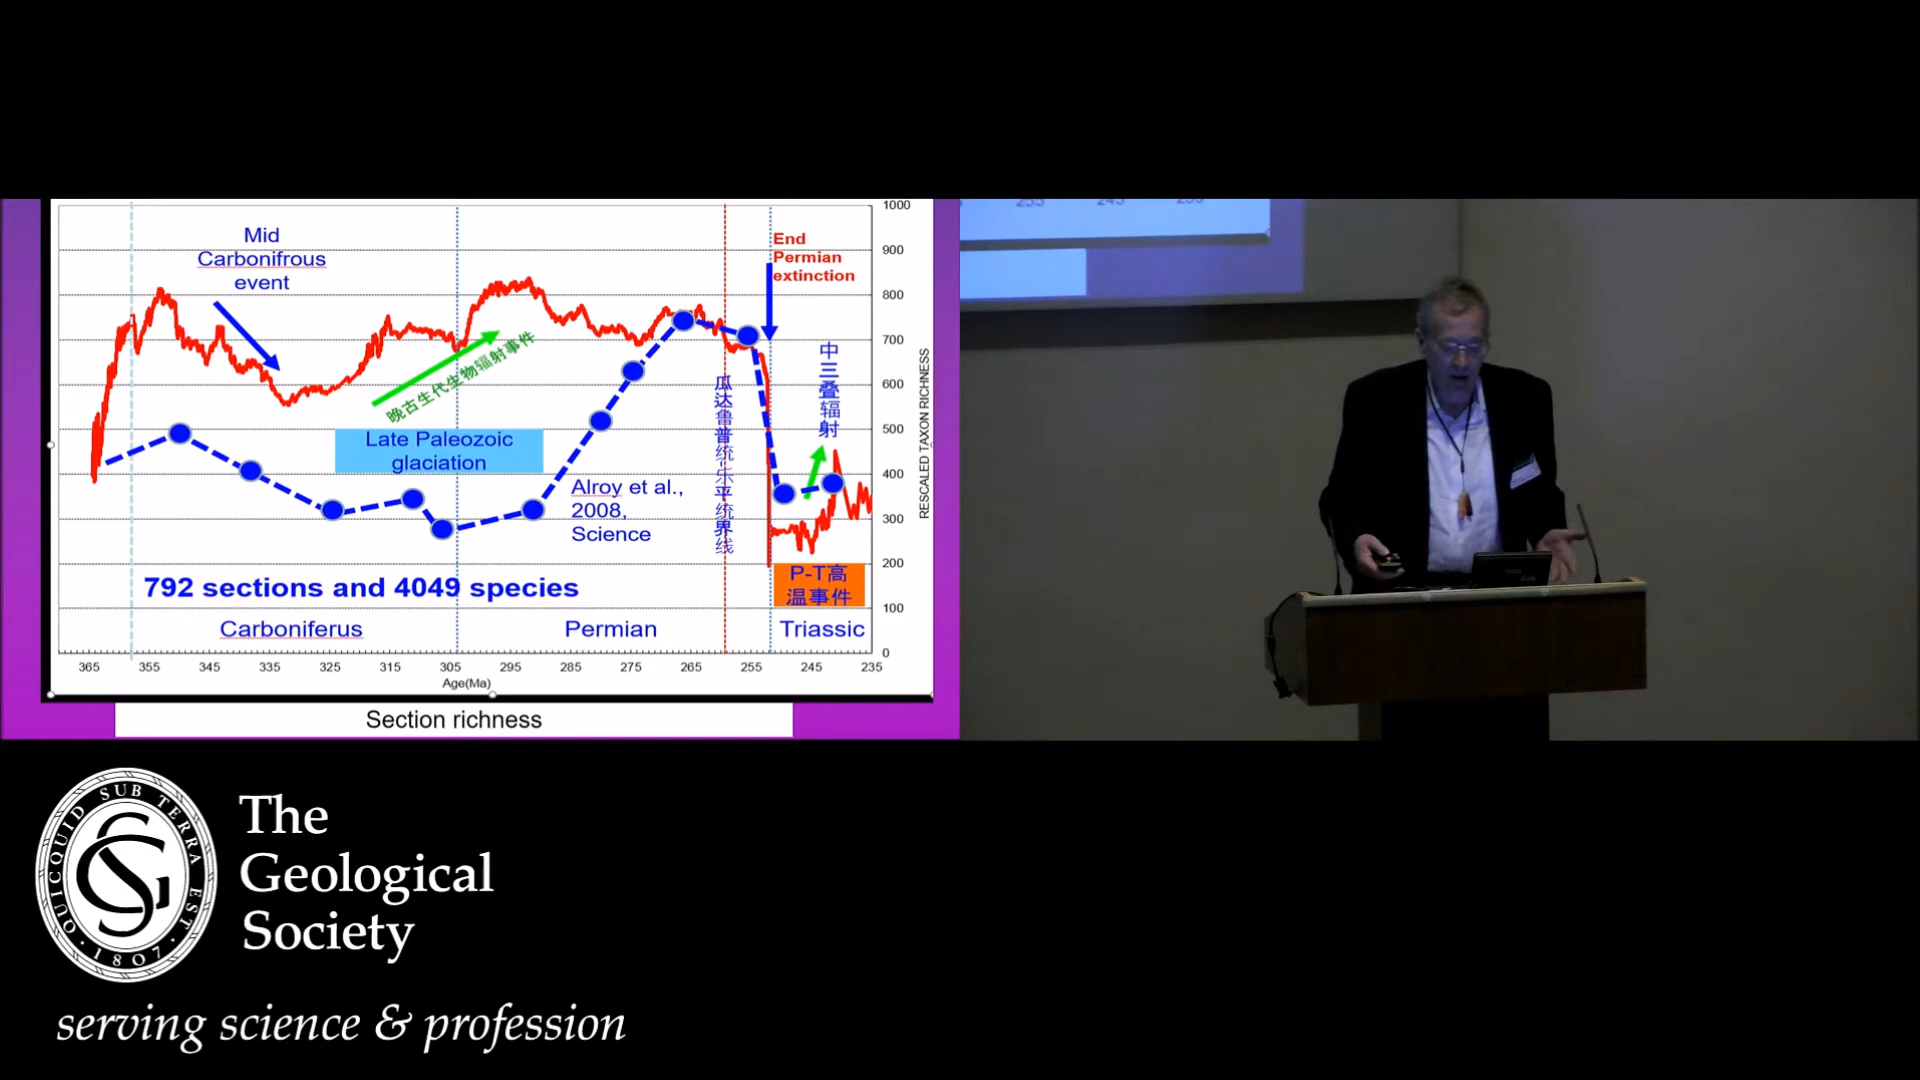 Mid
Carbonifrous
event
End
Permian
extinction
晚古生代生物辐射事件
Late Paleozoic
glaciation
Alroy et al.,
2008,
Science
瓜达鲁普统乐平统界线
中三叠辐射
P-T高
温事件
792 sections and 4049 species
Carboniferus
Permian
Triassic
1000
900
800
700
600
500
400
300
200
100
0
RESCALED TAXON RICHNESS
365
355
345
335
325
315
305
295
285
275
265
255
245
235
Age(Ma)
Section richness
255
245
235
QUICQUID SUB TERRA EST
1807
The
Geological
Society
serving science & profession